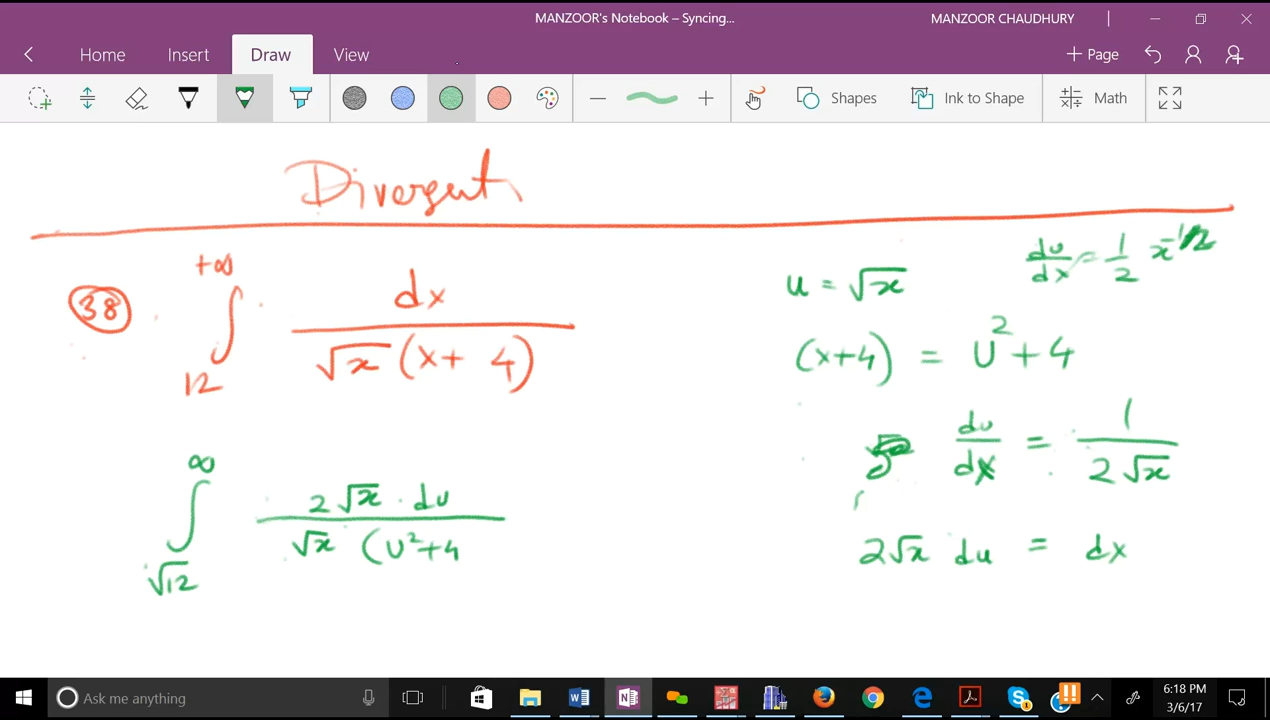 MANZOOR's Notebook – Syncing...
MANZOOR CHAUDHURY
Home Insert Draw View
Page
Shapes
Ink to Shape
Math
Divergent
38
+∞
∫
12
dx
√x (x + 4)
u = √x
du/dx = 1/2 x^-1/2
(x+4) = U² + 4
du/dx = 1/(2√x)
∞
∫
√12
2√x · du
√x (U²+4
2√x du = dx
Ask me anything
6:18 PM
3/6/17